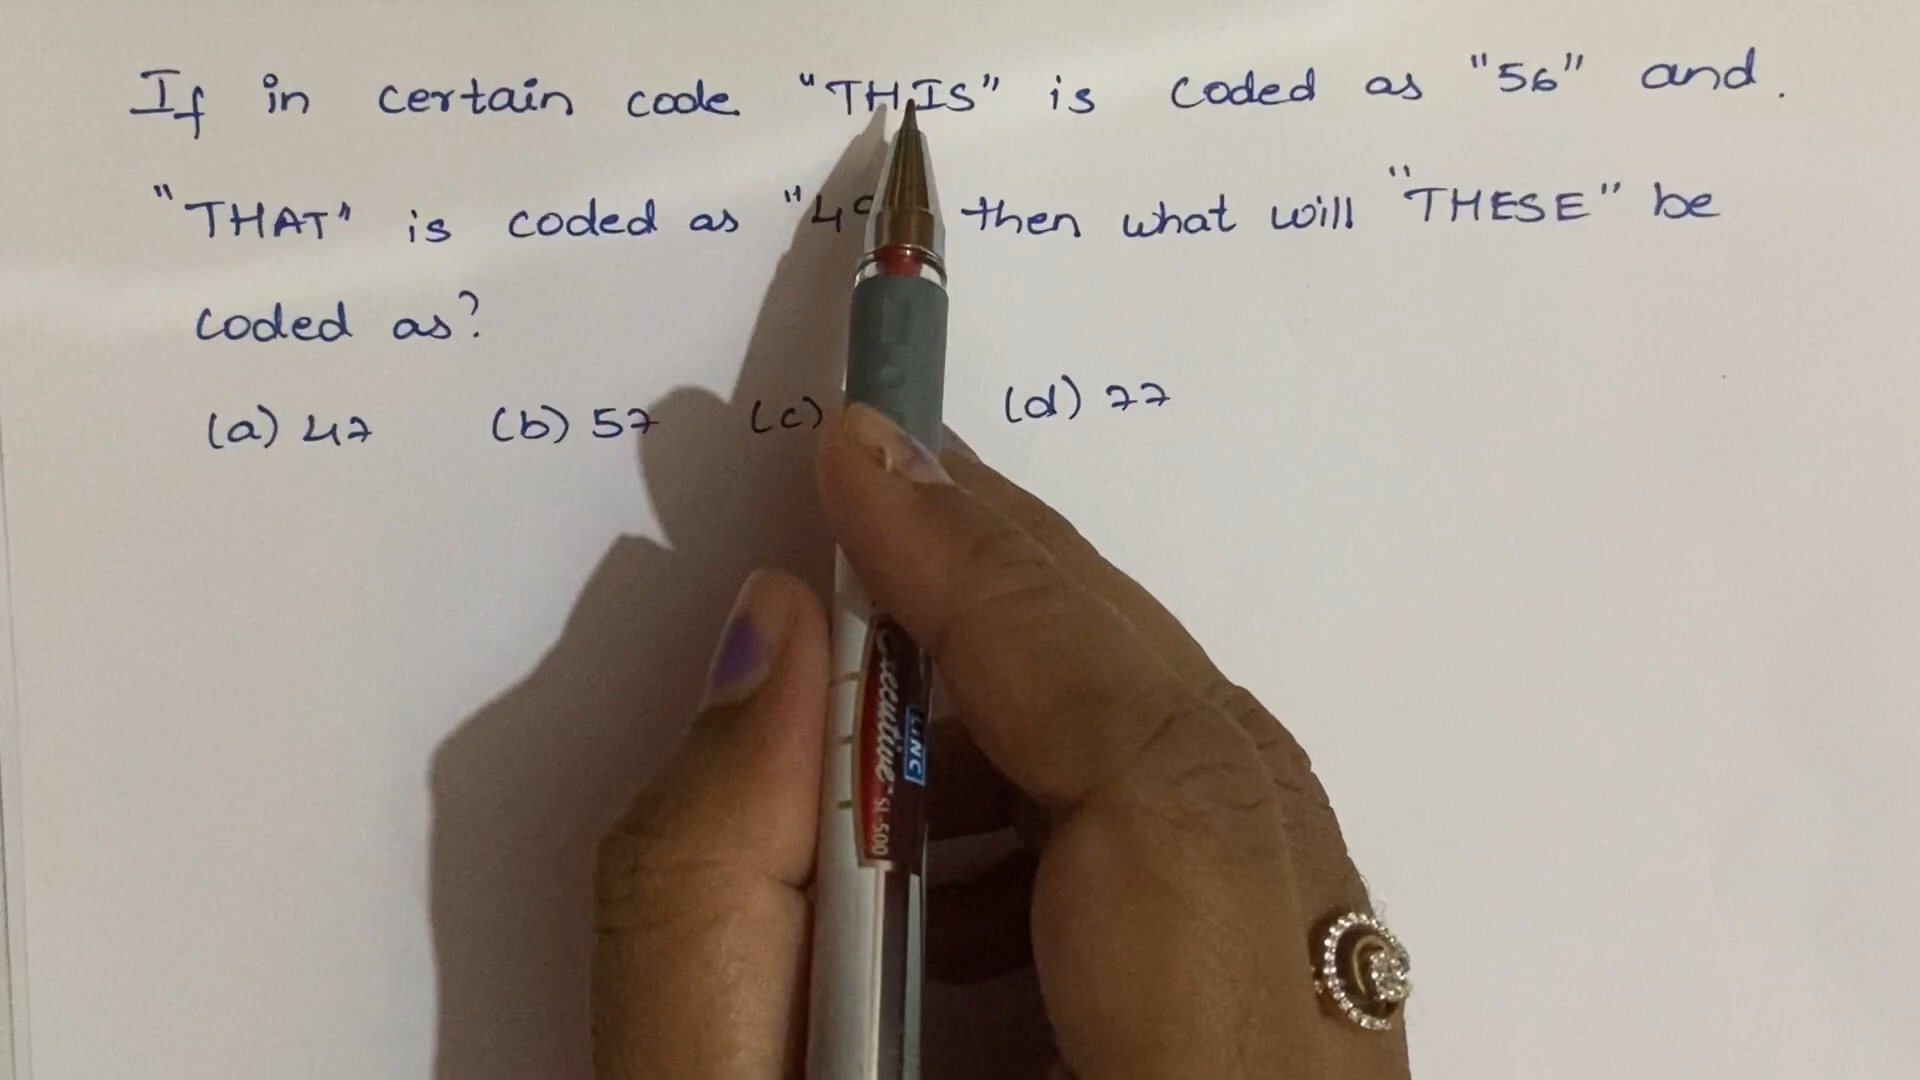 If in certain code "THIS" is coded as "56" and.
"THAT" is coded as then what will "THESE" be
coded as?
(a) 47 (b) 57 (c) (d) 77
Executive SL-500
LINC